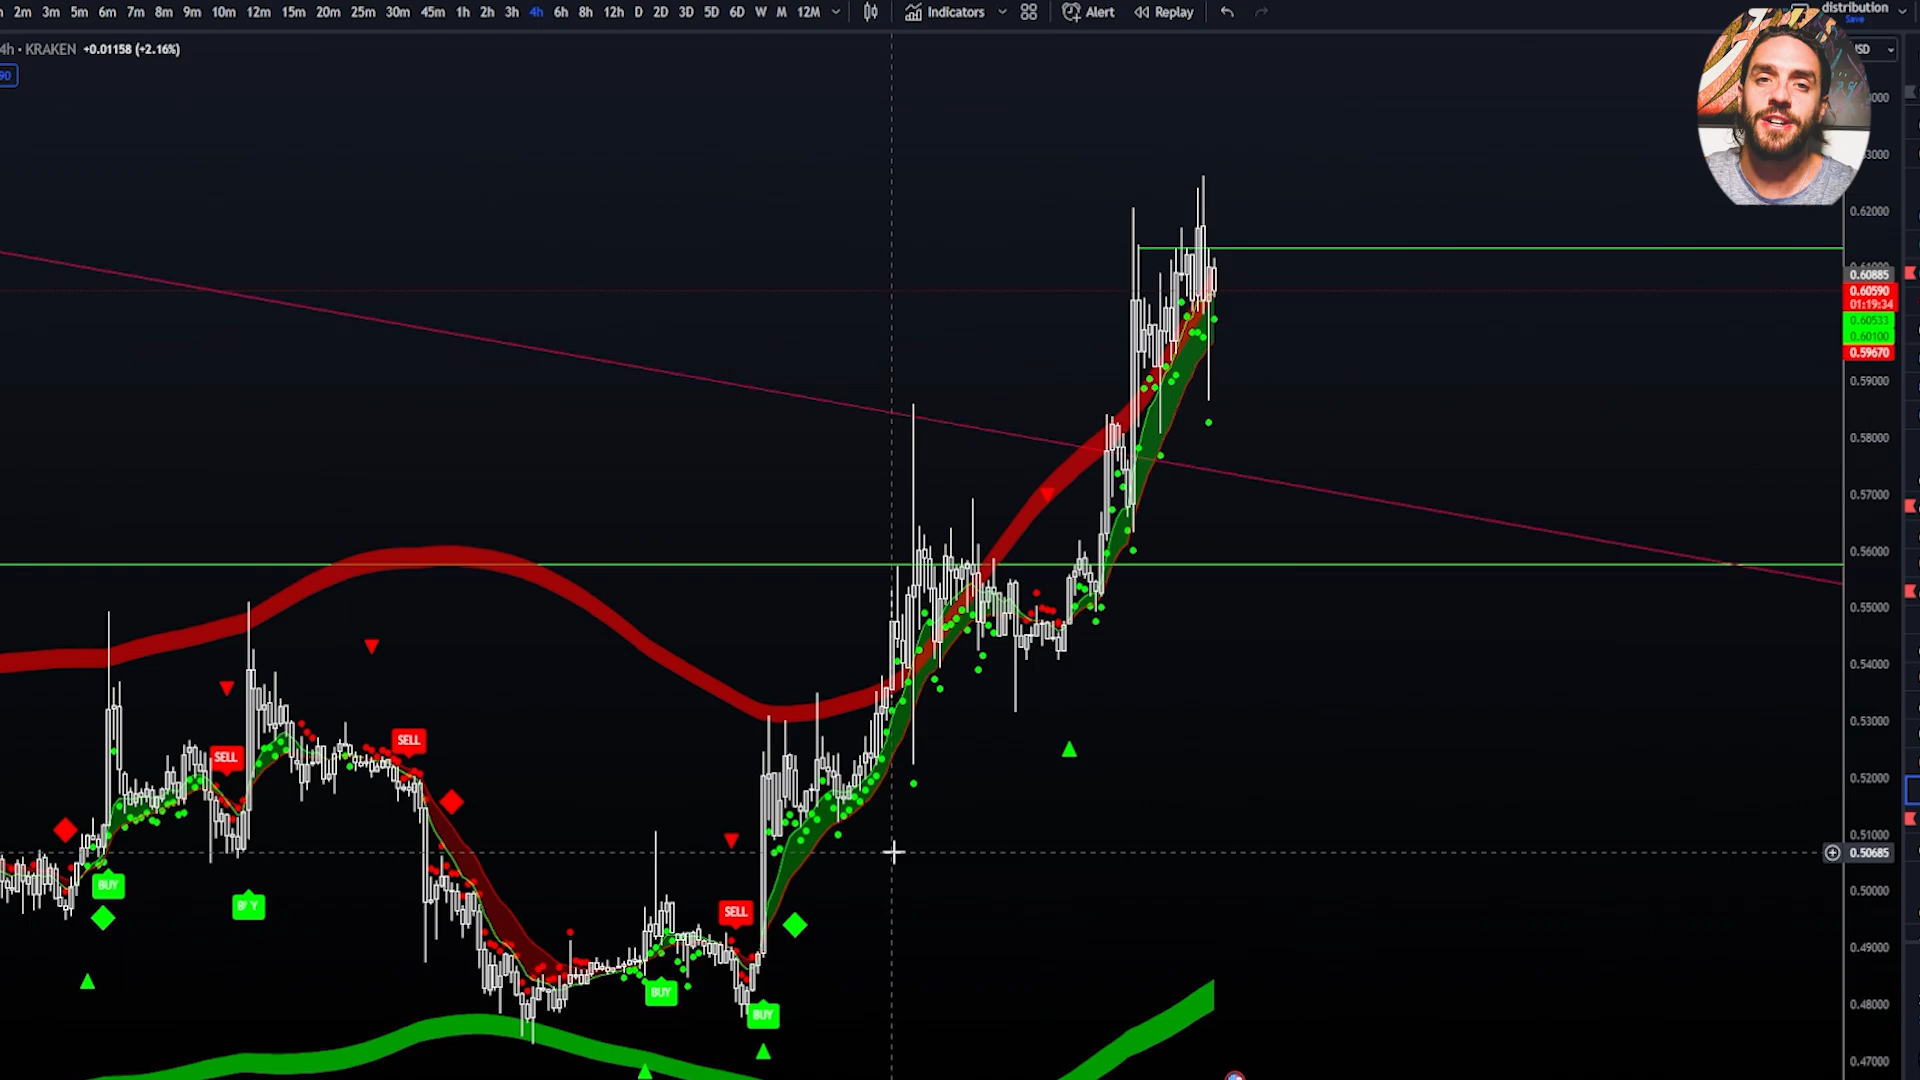 2m 3m 5m 6m 7m 8m 9m 10m 12m 15m 20m 25m 30m 45m 1h 2h 3h 4h 6h 8h 12h D 2D 3D 5D 6D W M 12M Indicators Alert Replay distribution
Save
4h · KRAKEN +0.01158 (+2.16%)
90
0.62000
0.60885
0.60590
01:19:34
0.60533
0.60100
0.59670
0.59000
0.58000
0.57000
0.56000
0.55000
0.54000
0.53000
0.52000
0.51000
0.50685
0.50000
0.49000
0.48000
0.47000
SELL
SELL
SELL
BUY
BUY
BUY
BUY